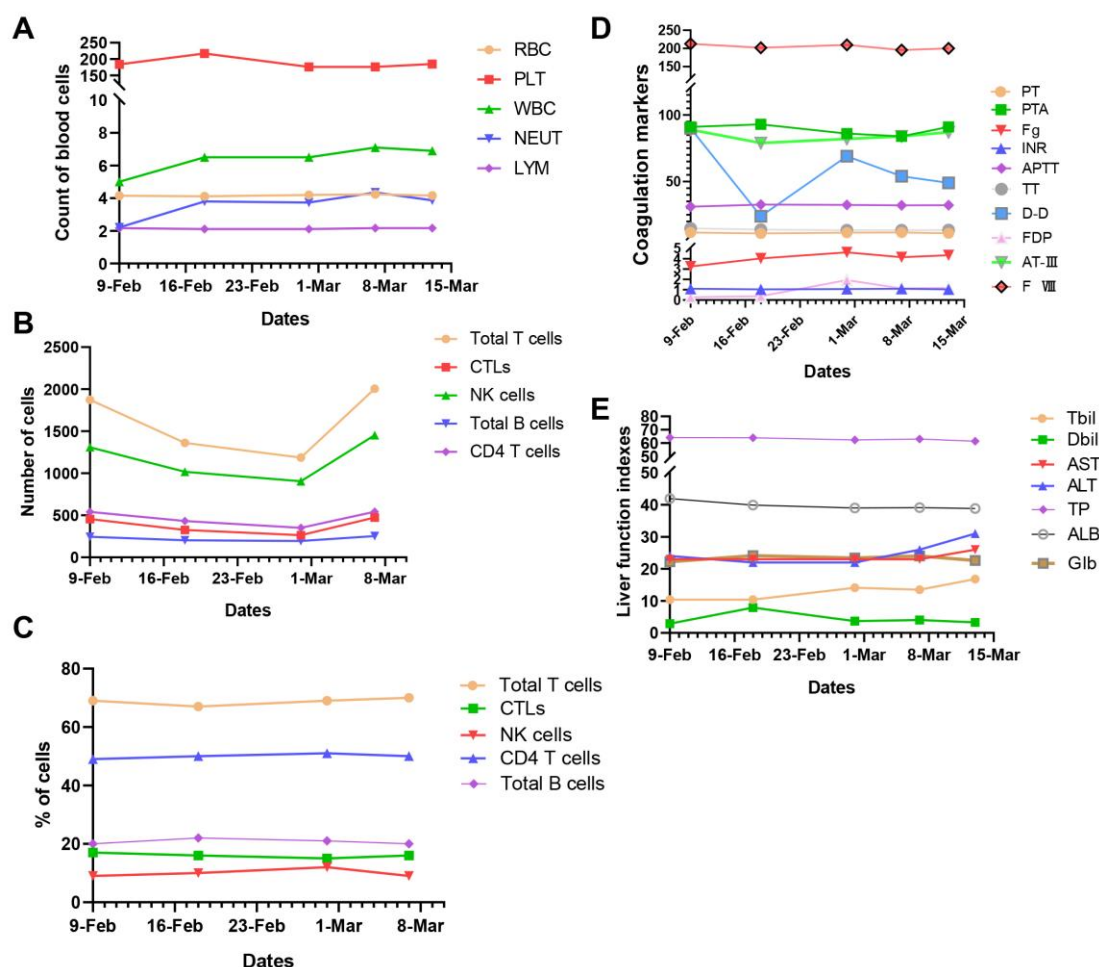 A
Count of blood cells
250
200
150
10
8
6
4
2
0
9-Feb 16-Feb 23-Feb 1-Mar 8-Mar 15-Mar
Dates
RBC
PLT
WBC
NEUT
LYM
B
Number of cells
2500
2000
1500
1000
500
0
9-Feb 16-Feb 23-Feb 1-Mar 8-Mar
Dates
Total T cells
CTLs
NK cells
Total B cells
CD4 T cells
C
% of cells
80
60
40
20
0
9-Feb 16-Feb 23-Feb 1-Mar 8-Mar
Dates
Total T cells
CTLs
NK cells
CD4 T cells
Total B cells
D
Coagulation markers
250
200
150
100
50
5
4
3
2
1
0
9-Feb 16-Feb 23-Feb 1-Mar 8-Mar 15-Mar
Dates
PT
PTA
Fg
INR
APTT
TT
D-D
FDP
AT-Ⅲ
F Ⅷ
E
Liver function indexes
80
70
60
50
50
40
30
20
10
0
9-Feb 16-Feb 23-Feb 1-Mar 8-Mar 15-Mar
Dates
Tbil
Dbil
AST
ALT
TP
ALB
Glb